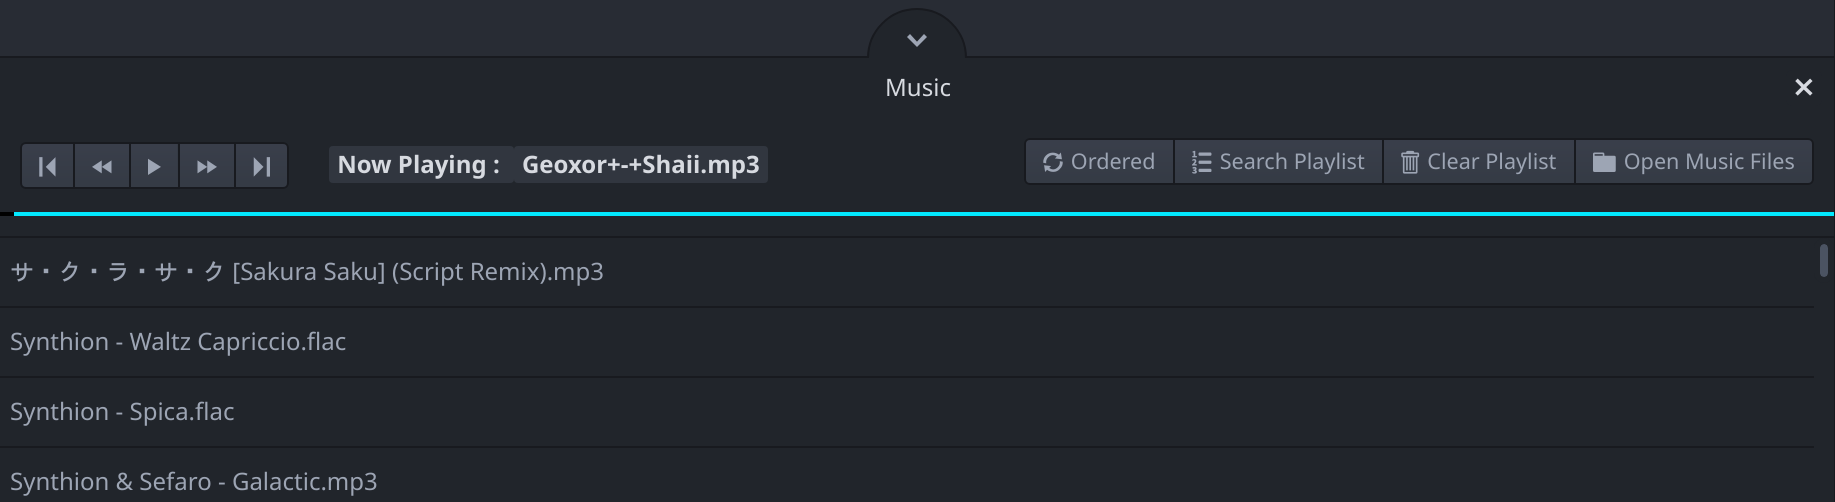 Music
Now Playing : Geoxor+-+Shaii.mp3
Ordered
Search Playlist
Clear Playlist
Open Music Files
サ・ク・ラ・サ・ク [Sakura Saku] (Script Remix).mp3
Synthion - Waltz Capriccio.flac
Synthion - Spica.flac
Synthion & Sefaro - Galactic.mp3